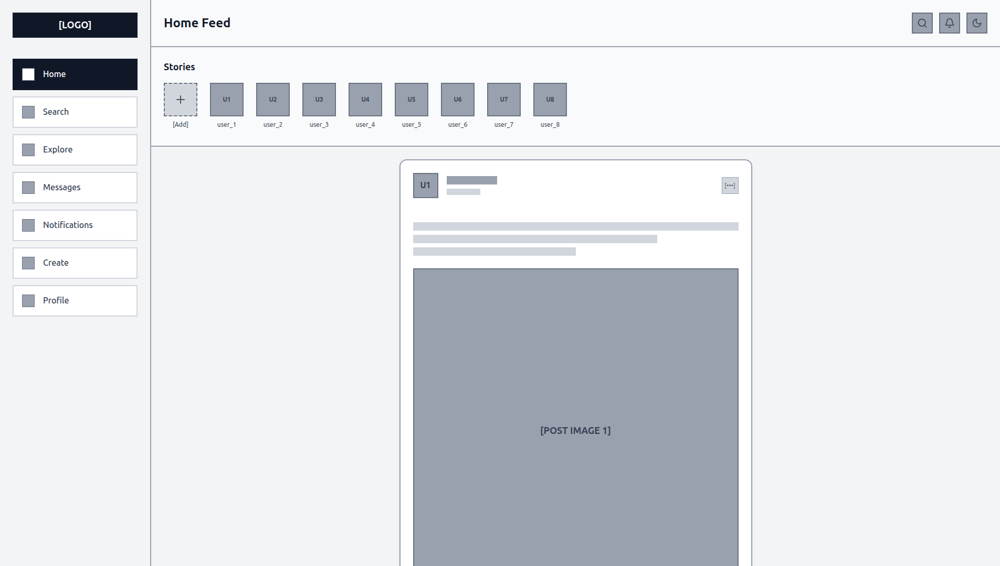 [LOGO]
Home
Search
Explore
Messages
Notifications
Create
Profile
Home Feed
Stories
U1
U2
U3
U4
U5
U6
U7
U8
[Add]
user_1
user_2
user_3
user_4
user_5
user_6
user_7
user_8
U1
[•••]
[POST IMAGE 1]